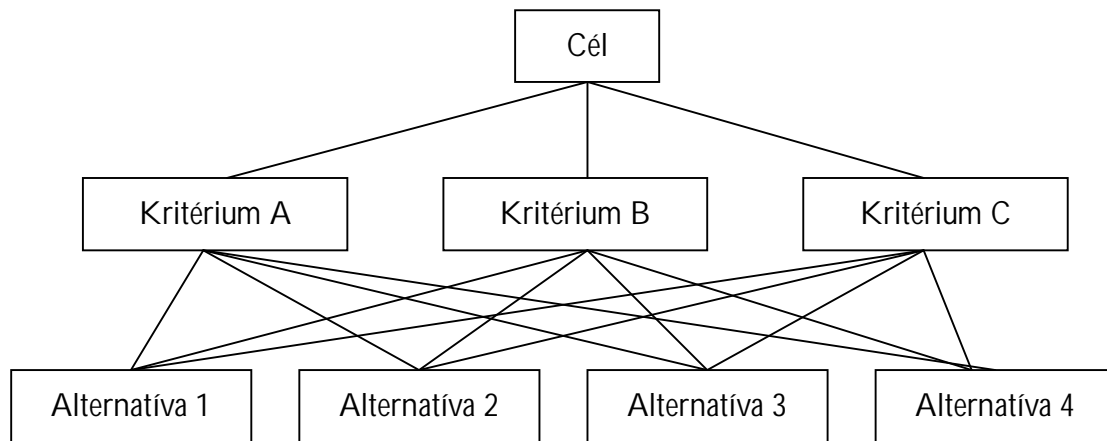 Cél
Kritérium A
Kritérium B
Kritérium C
Alternatíva 1
Alternatíva 2
Alternatíva 3
Alternatíva 4